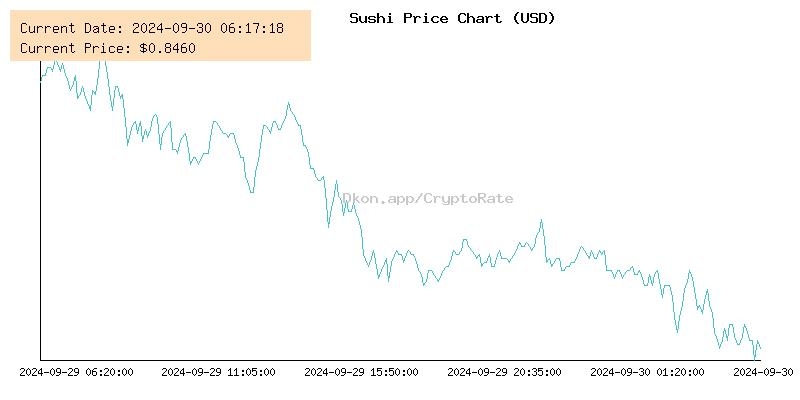 Sushi Price Chart (USD)
Current Date: 2024-09-30 06:17:18
Current Price: $0.8460
Dkon.app/CryptoRate
2024-09-29 06:20:00 2024-09-29 11:05:00 2024-09-29 15:50:00 2024-09-29 20:35:00 2024-09-30 01:20:00 2024-09-30